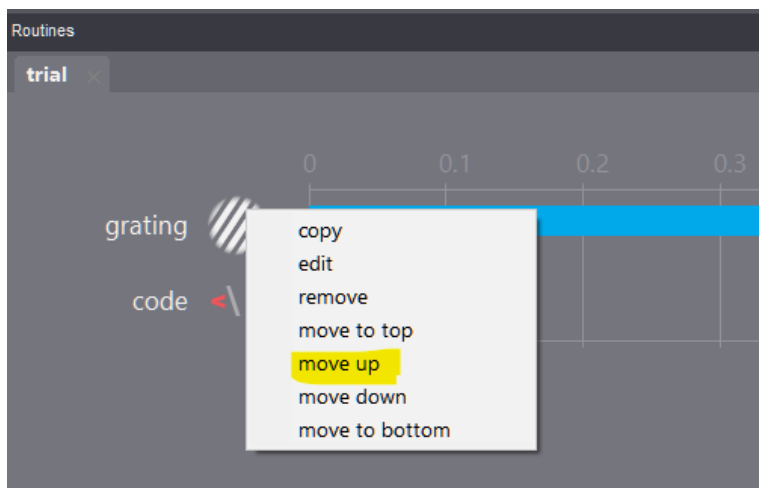 Routines
trial
0 0.1 0.2 0.3
grating
code
copy
edit
remove
move to top
move up
move down
move to bottom